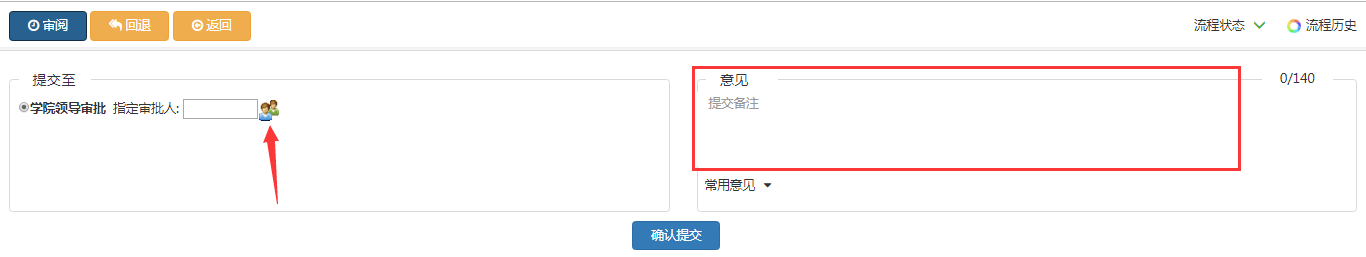 审阅 回退 返回 流程状态 流程历史
提交至
学院领导审批 指定审批人:
意见 0/140
提交备注
常用意见
确认提交